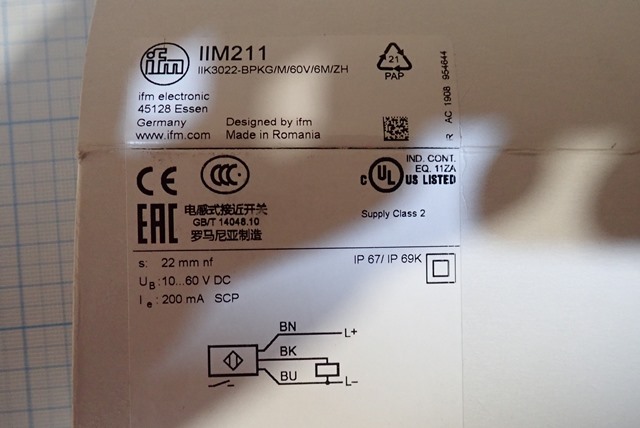 ifm
IIM211
IIK3022-BPKG/M/60V/6M/ZH
21
PAP
ifm electronic
45128 Essen
Germany
www.ifm.com
Designed by ifm
Made in Romania
R AC 1908 954644
CE
CCC
UL
c US LISTED
IND. CONT.
EQ. 11ZA
EAC
电感式接近开关
GB/T 14048.10
罗马尼亚制造
Supply Class 2
s: 22 mm nf
UB: 10...60 V DC
Ie: 200 mA SCP
IP 67/ IP 69K
BN
L+
BK
BU
L–